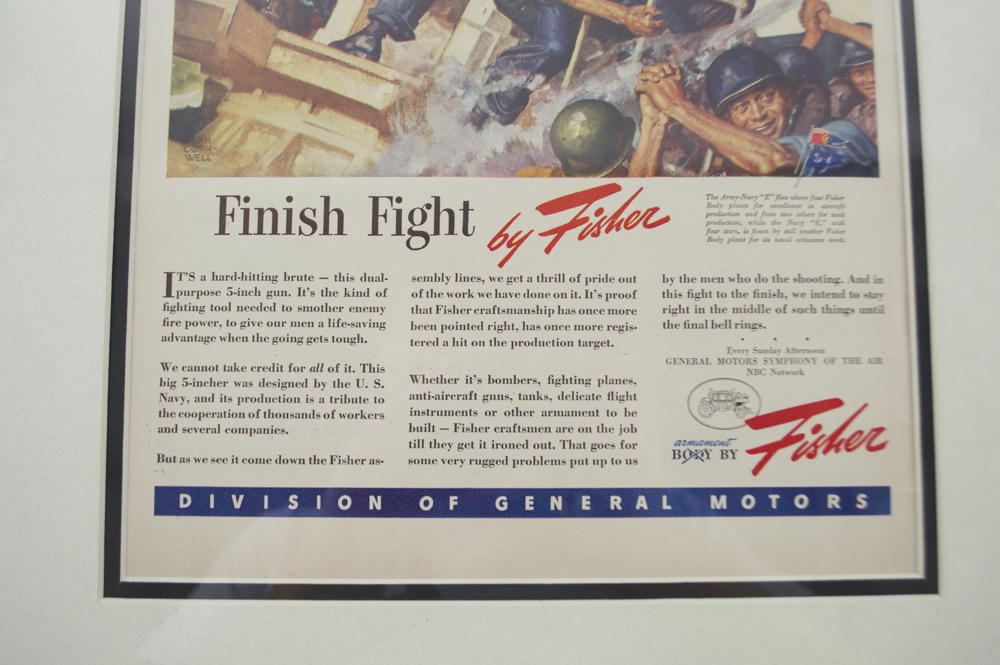 CORN-
WELL
Finish Fight by Fisher
The Army-Navy "E" flies above four Fisher
Body plants for excellence in aircraft
production and from two others for tank
production, while the Navy "E," with
four stars, is flown by still another Fisher
Body plant for its naval ordnance work.
IT'S a hard-hitting brute — this dual-
purpose 5-inch gun. It's the kind of
fighting tool needed to smother enemy
fire power, to give our men a life-saving
advantage when the going gets tough.
We cannot take credit for all of it. This
big 5-incher was designed by the U. S.
Navy, and its production is a tribute to
the cooperation of thousands of workers
and several companies.
But as we see it come down the Fisher as-
sembly lines, we get a thrill of pride out
of the work we have done on it. It's proof
that Fisher craftsmanship has once more
been pointed right, has once more regis-
tered a hit on the production target.
Whether it's bombers, fighting planes,
anti-aircraft guns, tanks, delicate flight
instruments or other armament to be
built — Fisher craftsmen are on the job
till they get it ironed out. That goes for
some very rugged problems put up to us
by the men who do the shooting. And in
this fight to the finish, we intend to stay
right in the middle of such things until
the final bell rings.
Every Sunday Afternoon
GENERAL MOTORS SYMPHONY OF THE AIR
NBC Network
armament
BODY BY Fisher
DIVISION OF GENERAL MOTORS